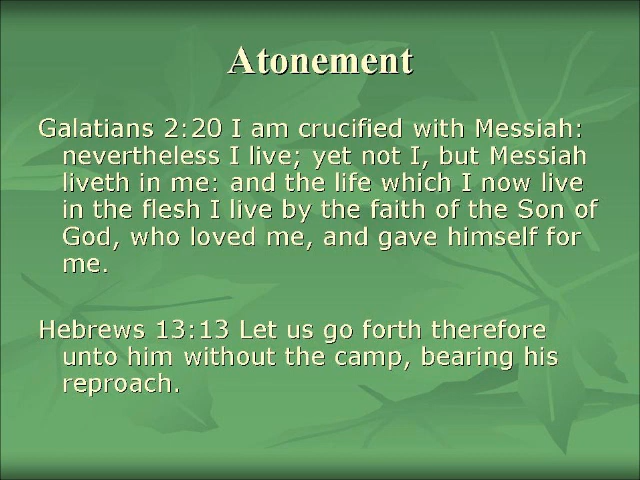 Atonement
Galatians 2:20 I am crucified with Messiah:
nevertheless I live; yet not I, but Messiah
liveth in me: and the life which I now live
in the flesh I live by the faith of the Son of
God, who loved me, and gave himself for
me.
Hebrews 13:13 Let us go forth therefore
unto him without the camp, bearing his
reproach.